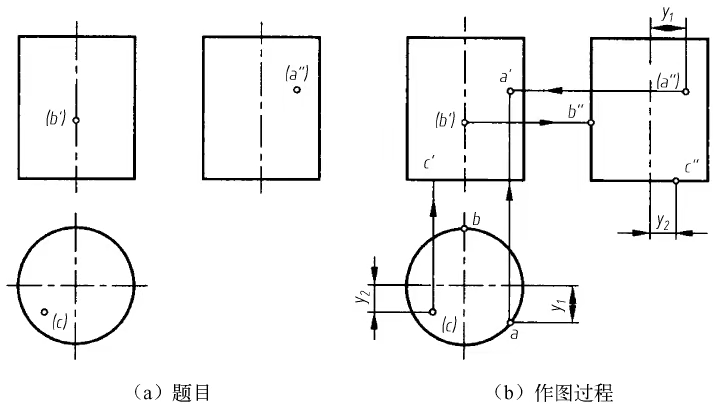 (b')
(a'')
(c)
(a) 题目
y₁
a'
(a'')
(b')
b''
c'
c''
y₂
b
y₂
(c)
a
y₁
(b) 作图过程